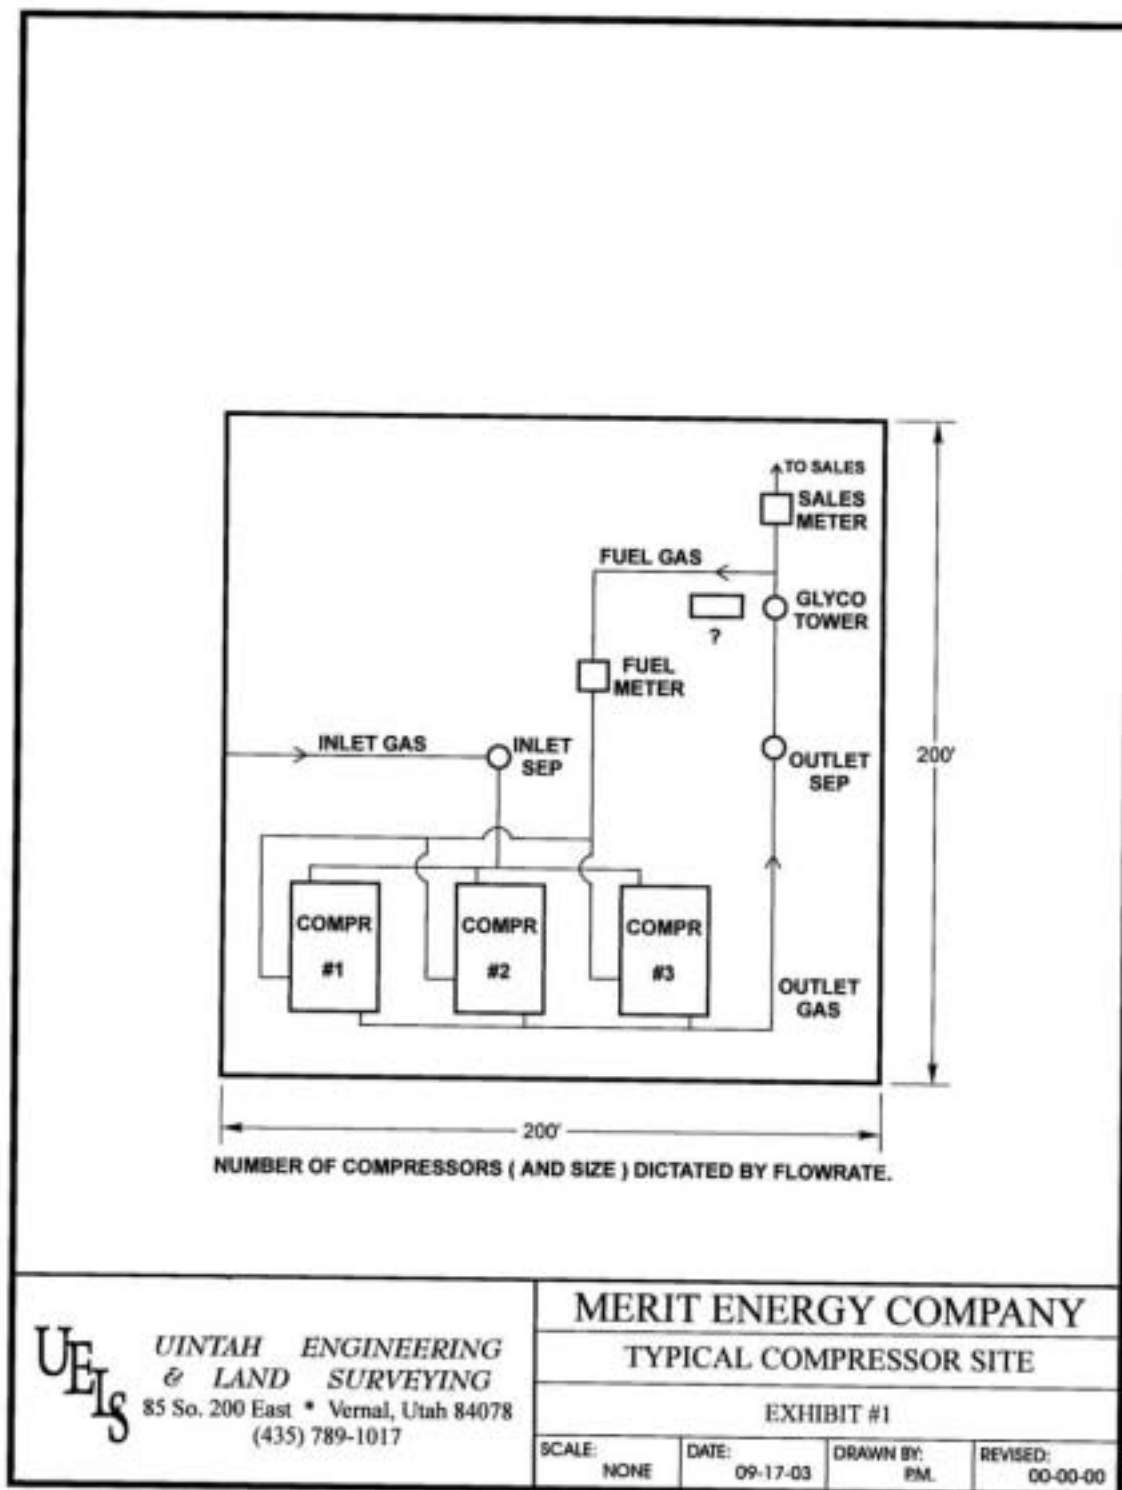 TO SALES
SALES
METER
FUEL GAS
GLYCO
TOWER
?
FUEL
METER
INLET GAS
INLET
SEP
OUTLET
SEP
200'
COMPR
#1
COMPR
#2
COMPR
#3
OUTLET
GAS
200'
NUMBER OF COMPRESSORS ( AND SIZE ) DICTATED BY FLOWRATE.
UELS
UINTAH ENGINEERING
& LAND SURVEYING
85 So. 200 East * Vernal, Utah 84078
(435) 789-1017
MERIT ENERGY COMPANY
TYPICAL COMPRESSOR SITE
EXHIBIT #1
SCALE:
NONE
DATE:
09-17-03
DRAWN BY:
P.M.
REVISED:
00-00-00